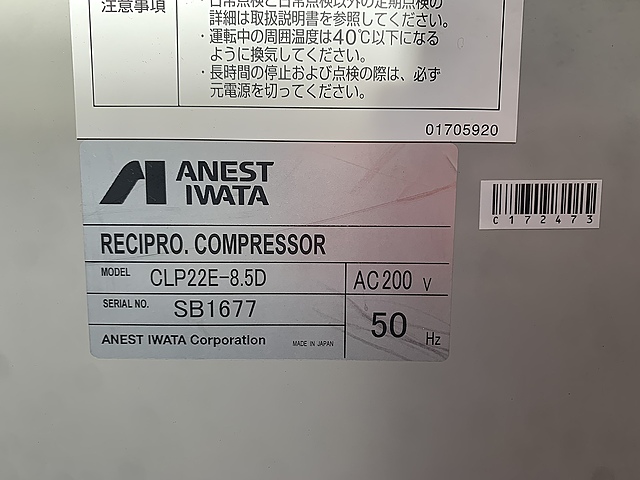 注意事項
・日常点検と日常点検以外の定期点検の
詳細は取扱説明書を参照してください。
・運転中の周囲温度は40℃以下になる
ように換気してください。
・長時間の停止および点検の際は、必ず
元電源を切ってください。
01705920
ANEST
IWATA
RECIPRO. COMPRESSOR
MODEL CLP22E-8.5D AC200 V
SERIAL NO. SB1677
50 Hz
ANEST IWATA Corporation MADE IN JAPAN
C172473